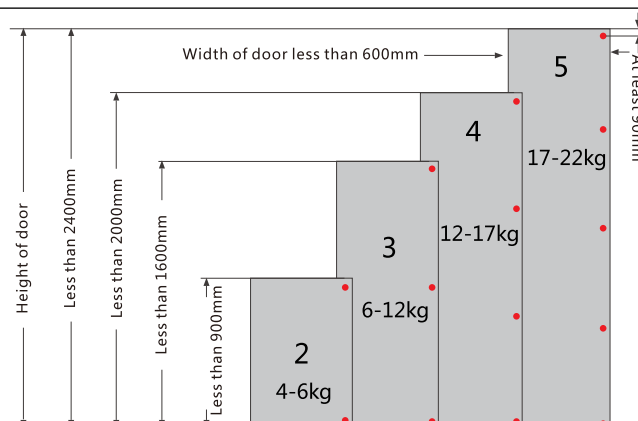 Width of door less than 600mm
5
17-22kg
4
12-17kg
3
6-12kg
2
4-6kg
Height of door
Less than 2400mm
Less than 2000mm
Less than 1600mm
Less than 900mm
At least 90mm